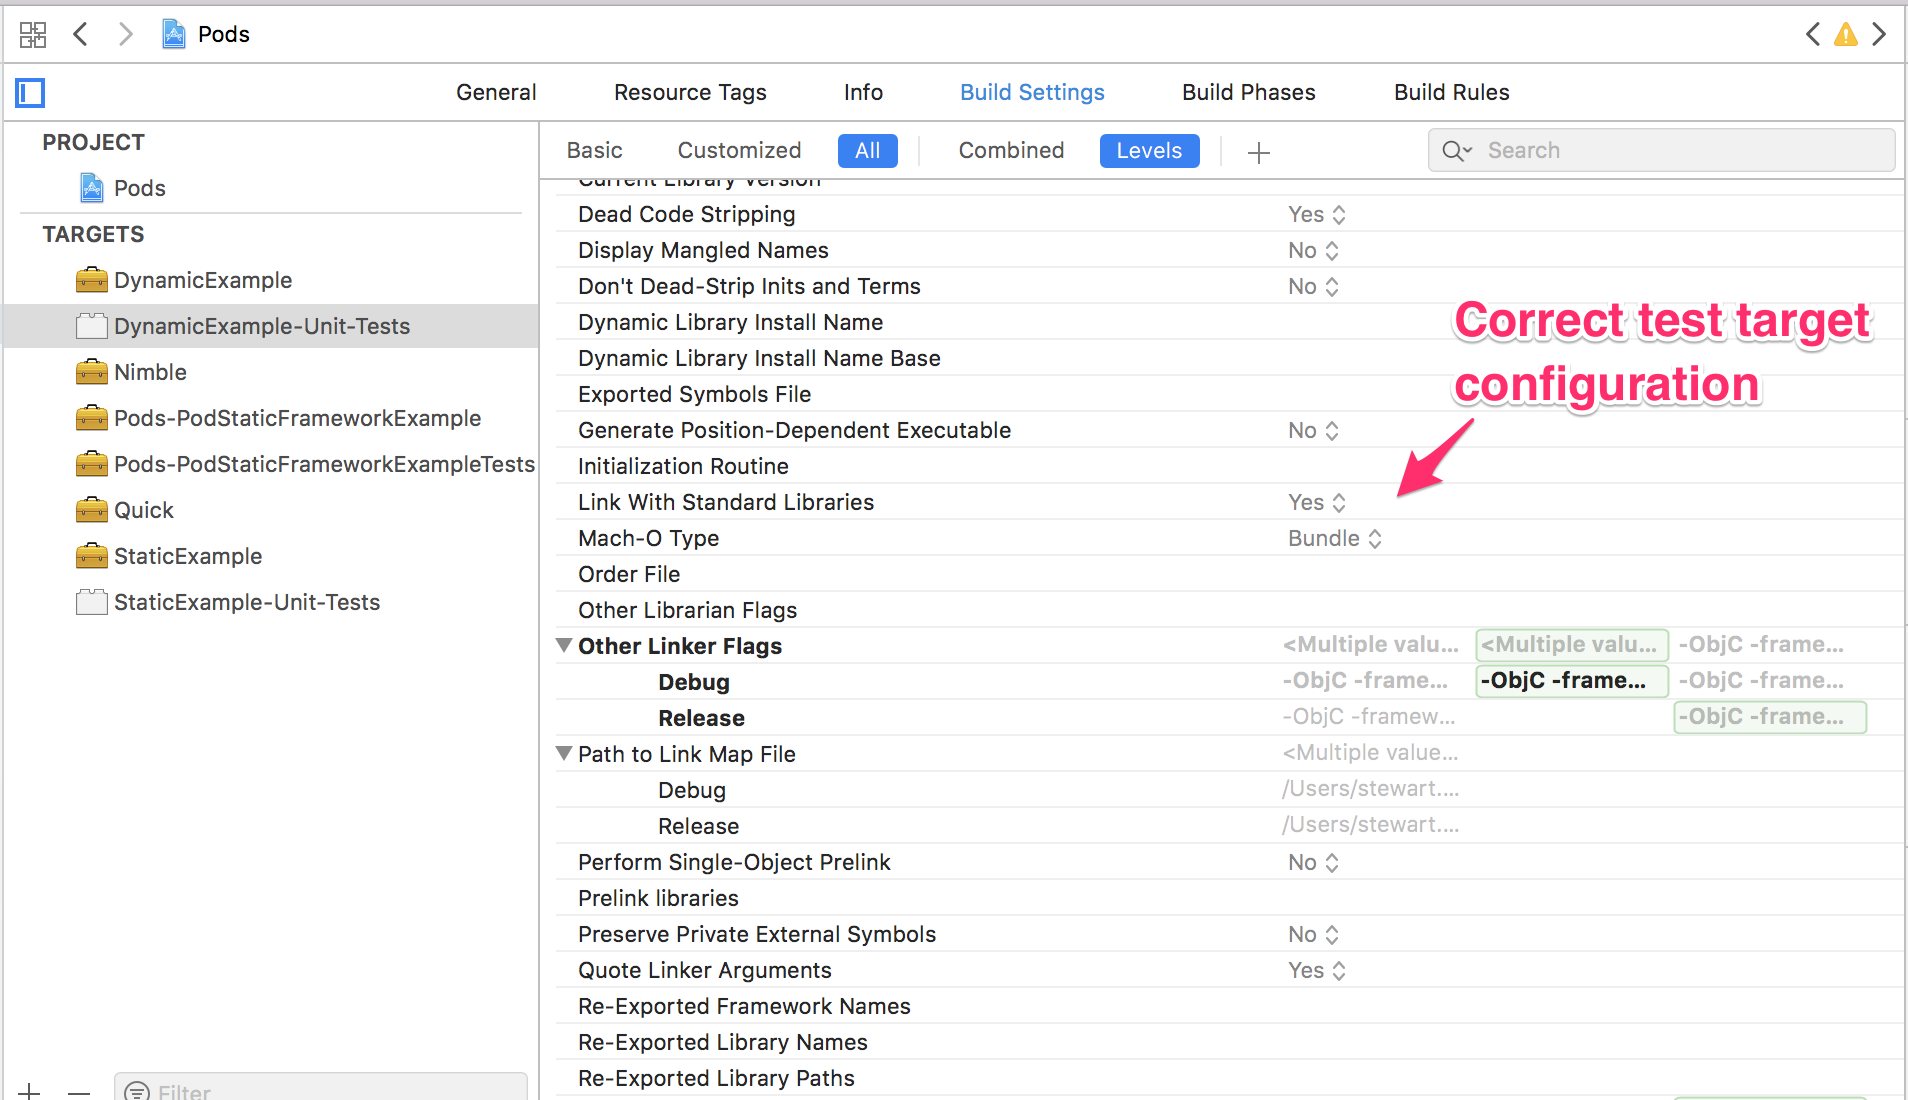 Pods
General Resource Tags Info Build Settings Build Phases Build Rules
PROJECT
Pods
TARGETS
DynamicExample
DynamicExample-Unit-Tests
Nimble
Pods-PodStaticFrameworkExample
Pods-PodStaticFrameworkExampleTests
Quick
StaticExample
StaticExample-Unit-Tests
Filter
Basic Customized All Combined Levels Search
Current Library Version
Dead Code Stripping Yes
Display Mangled Names No
Don't Dead-Strip Inits and Terms No
Dynamic Library Install Name
Dynamic Library Install Name Base
Exported Symbols File
Generate Position-Dependent Executable No
Initialization Routine
Link With Standard Libraries Yes
Mach-O Type Bundle
Order File
Other Librarian Flags
Other Linker Flags <Multiple valu... <Multiple valu... -ObjC -frame...
Debug -ObjC -frame... -ObjC -frame... -ObjC -frame...
Release -ObjC -framew... -ObjC -frame...
Path to Link Map File <Multiple value...
Debug /Users/stewart....
Release /Users/stewart....
Perform Single-Object Prelink No
Prelink libraries
Preserve Private External Symbols No
Quote Linker Arguments Yes
Re-Exported Framework Names
Re-Exported Library Names
Re-Exported Library Paths
Correct test target
configuration